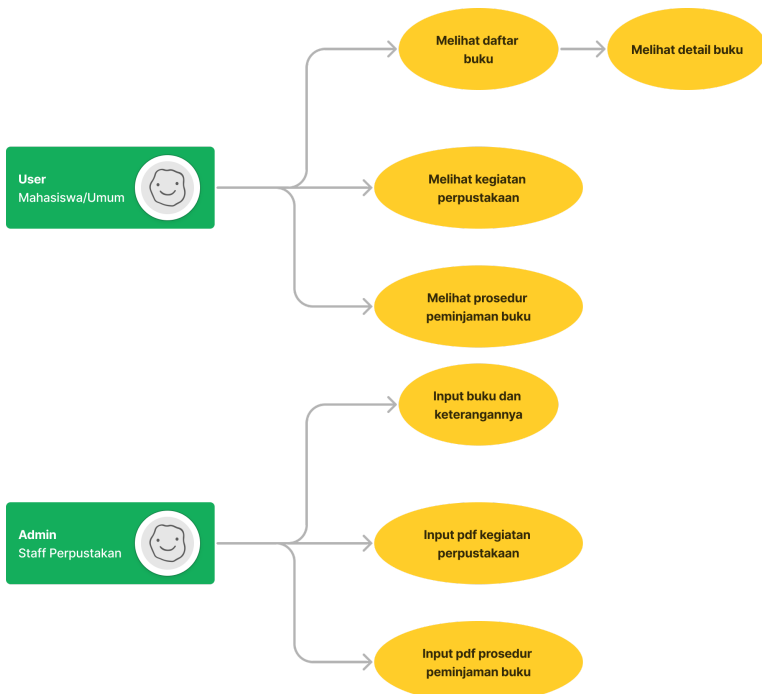 Melihat daftar
buku
Melihat detail buku
User
Mahasiswa/Umum
Melihat kegiatan
perpustakaan
Melihat prosedur
peminjaman buku
Input buku dan
keterangannya
Admin
Staff Perpustakan
Input pdf kegiatan
perpustakaan
Input pdf prosedur
peminjaman buku